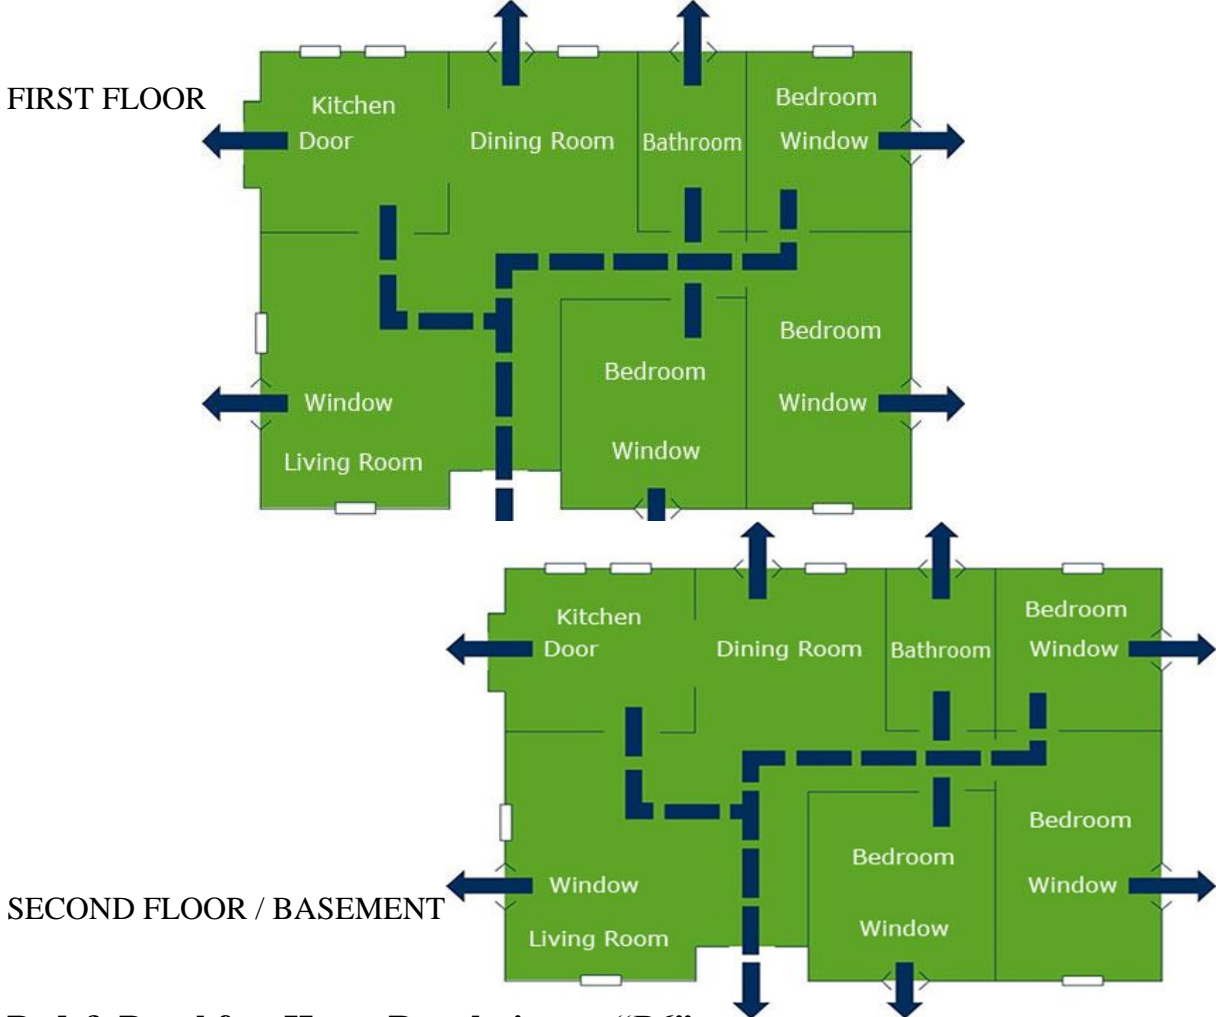 FIRST FLOOR
Kitchen
Door
Dining Room
Bathroom
Bedroom
Window
Bedroom
Window
Bedroom
Window
Window
Living Room
SECOND FLOOR / BASEMENT
Kitchen
Door
Dining Room
Bathroom
Bedroom
Window
Bedroom
Window
Bedroom
Window
Window
Living Room